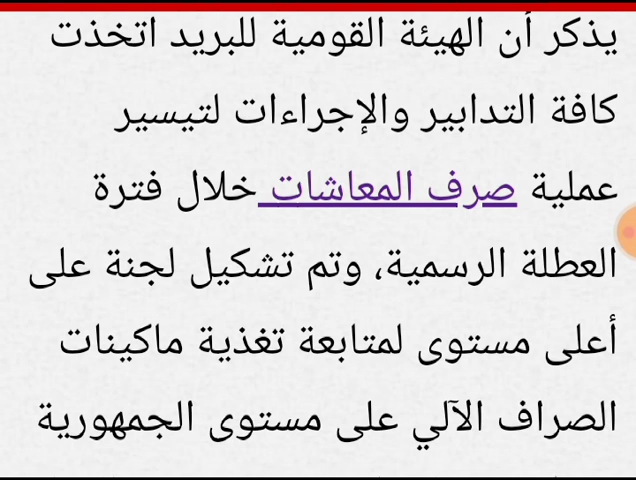 يذكر أن الهيئة القومية للبريد اتخذت
كافة التدابير والإجراءات لتيسير
عملية صرف المعاشات خلال فترة
العطلة الرسمية، وتم تشكيل لجنة على
أعلى مستوى لمتابعة تغذية ماكينات
الصراف الآلي على مستوى الجمهورية